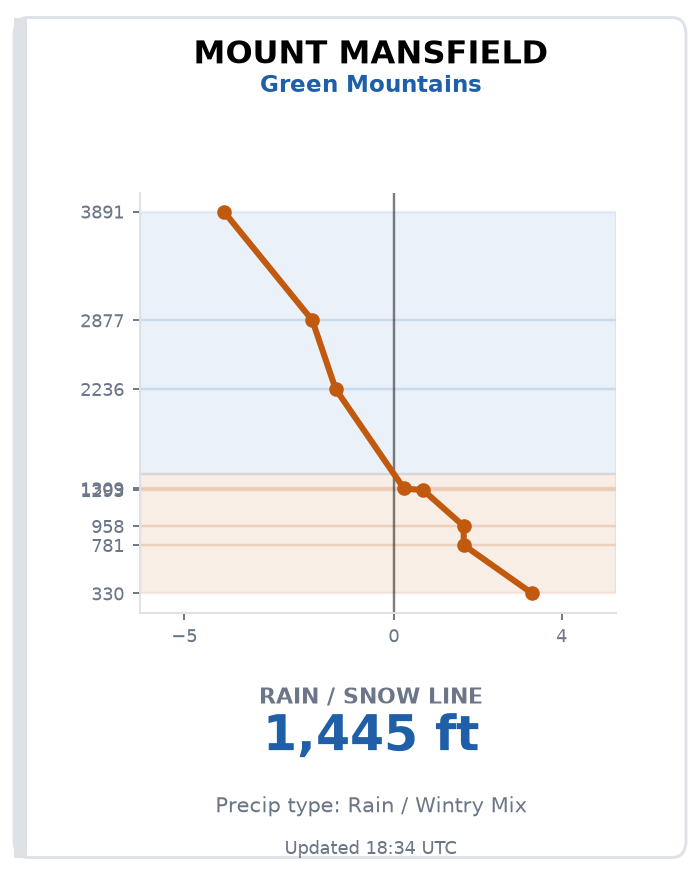 MOUNT MANSFIELD
Green Mountains
3891
2877
2236
958
781
330
−5 0 4
RAIN / SNOW LINE
1,445 ft
Precip type: Rain / Wintry Mix
Updated 18:34 UTC